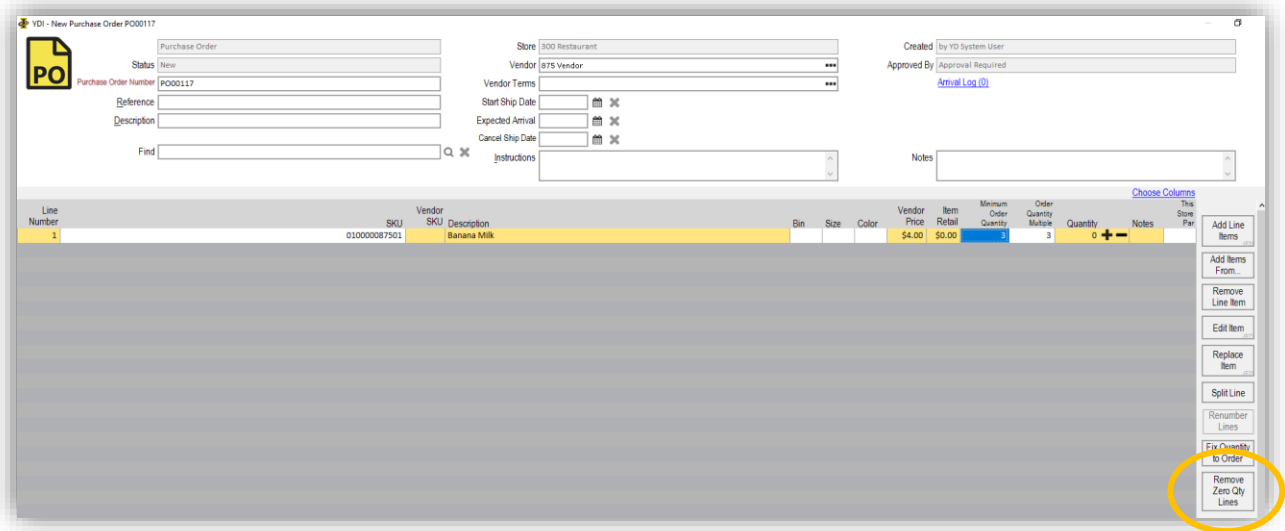 YDI - New Purchase Order PO00117
PO
Purchase Order
Status New
Purchase Order Number PO00117
Reference
Description
Find
Store 300 Restaurant
Vendor 875 Vendor
Vendor Terms
Start Ship Date
Expected Arrival
Cancel Ship Date
Instructions
Created by YD System User
Approved By Approval Required
Arrival Log (0)
Notes
Choose Columns
Line Number SKU Vendor SKU Description Bin Size Color Vendor Price Item Retail Minimum Order Quantity Order Quantity Multiple Quantity Notes This Store Par
1 010000087501 Banana Milk $4.00 $0.00 3 3 0
Add Line
Items
Add Items
From...
Remove
Line Item
Edit Item
Replace
Item
Split Line
Renumber
Lines
Fix Quantity
to Order
Remove
Zero Qty
Lines